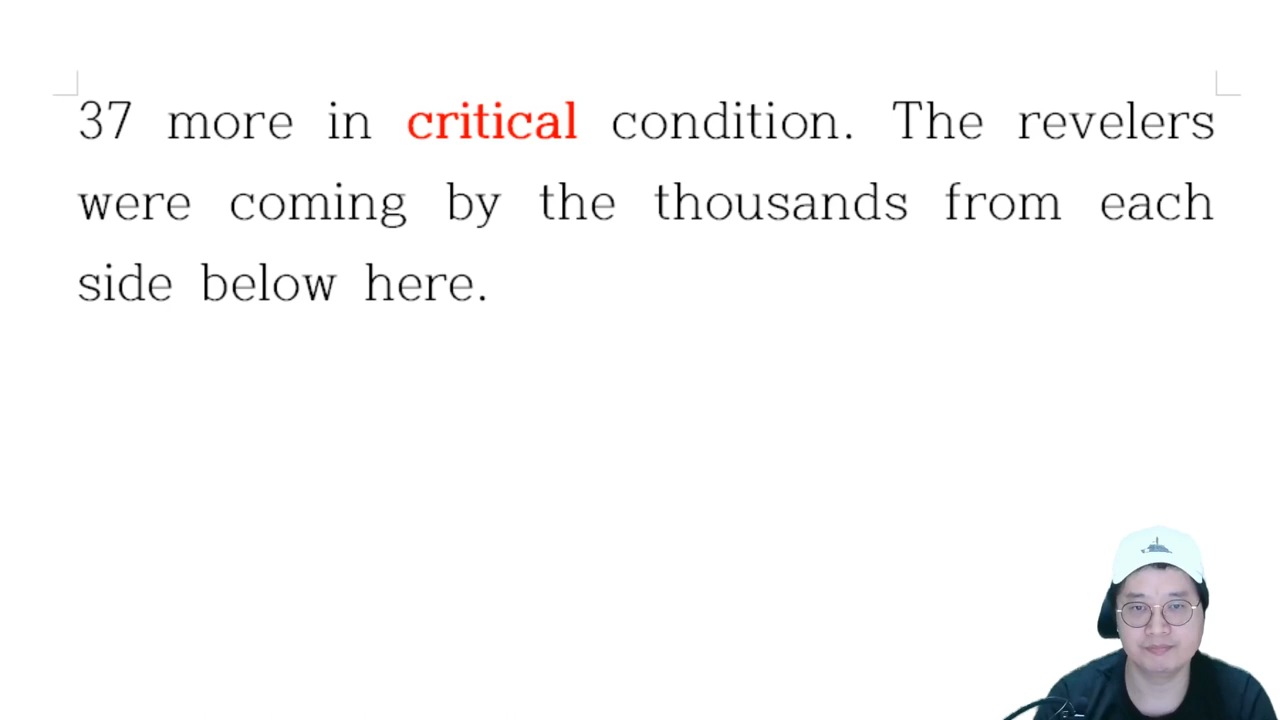 37 more in critical condition. The revelers
were coming by the thousands from each
side below here.